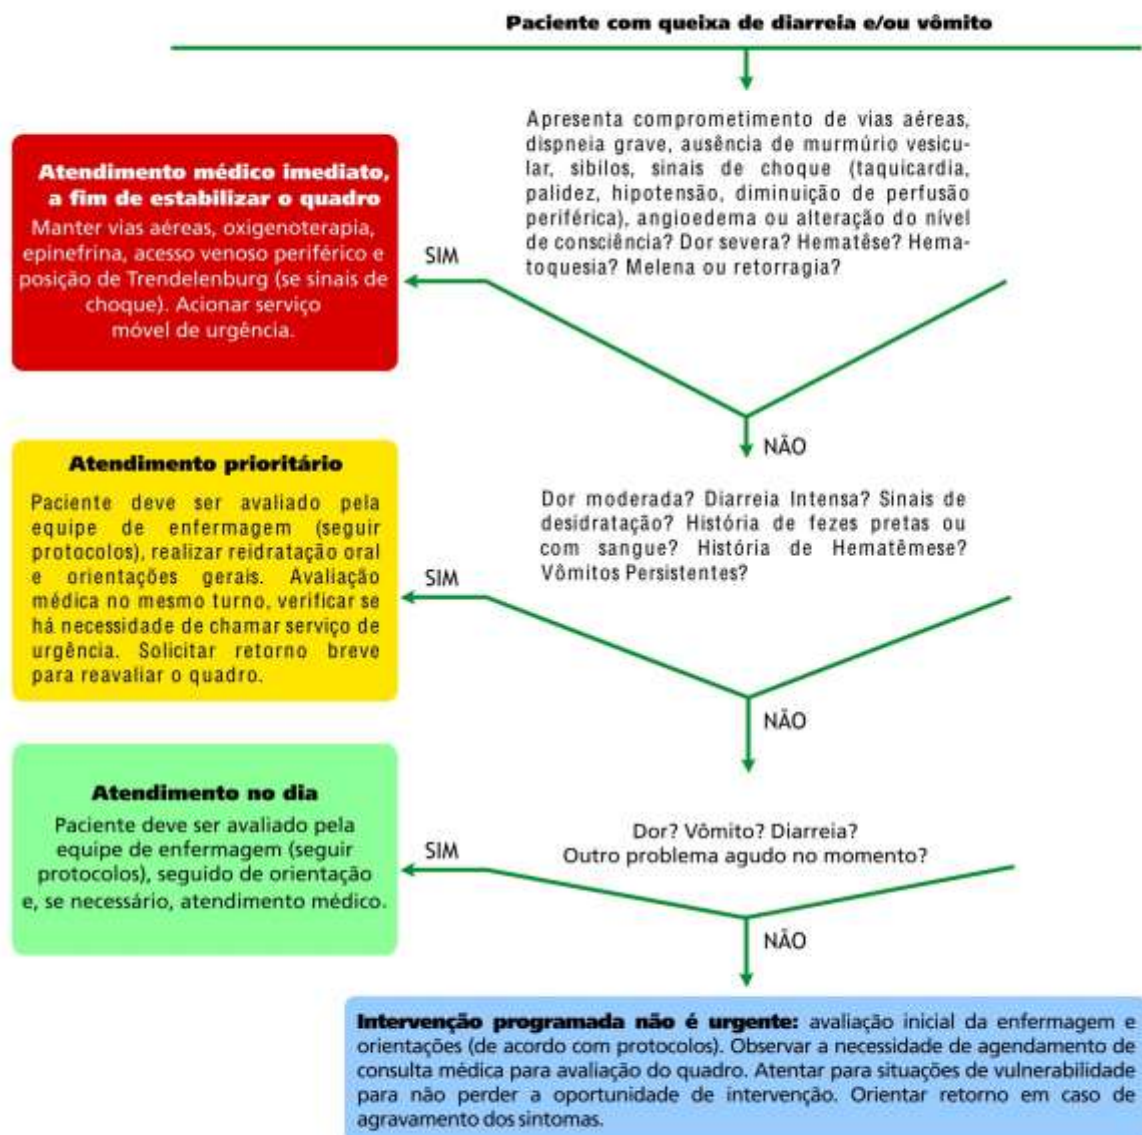 Paciente com queixa de diarreia e/ou vômito
Apresenta comprometimento de vias aéreas,
dispneia grave, ausência de murmúrio vesicu-
lar, sibilos, sinais de choque (taquicardia,
palidez, hipotensão, diminuição de perfusão
periférica), angioedema ou alteração do nível
de consciência? Dor severa? Hematêse? Hema-
toquesia? Melena ou retorragia?
SIM
Atendimento médico imediato,
a fim de estabilizar o quadro
Manter vias aéreas, oxigenoterapia,
epinefrina, acesso venoso periférico e
posição de Trendelenburg (se sinais de
choque). Acionar serviço
móvel de urgência.
NÃO
Dor moderada? Diarreia Intensa? Sinais de
desidratação? História de fezes pretas ou
com sangue? História de Hematêmese?
Vômitos Persistentes?
SIM
Atendimento prioritário
Paciente deve ser avaliado pela
equipe de enfermagem (seguir
protocolos), realizar reidratação oral
e orientações gerais. Avaliação
médica no mesmo turno, verificar se
há necessidade de chamar serviço de
urgência. Solicitar retorno breve
para reavaliar o quadro.
NÃO
Dor? Vômito? Diarreia?
Outro problema agudo no momento?
SIM
Atendimento no dia
Paciente deve ser avaliado pela
equipe de enfermagem (seguir
protocolos), seguido de orientação
e, se necessário, atendimento médico.
NÃO
Intervenção programada não é urgente: avaliação inicial da enfermagem e
orientações (de acordo com protocolos). Observar a necessidade de agendamento de
consulta médica para avaliação do quadro. Atentar para situações de vulnerabilidade
para não perder a oportunidade de intervenção. Orientar retorno em caso de
agravamento dos sintomas.